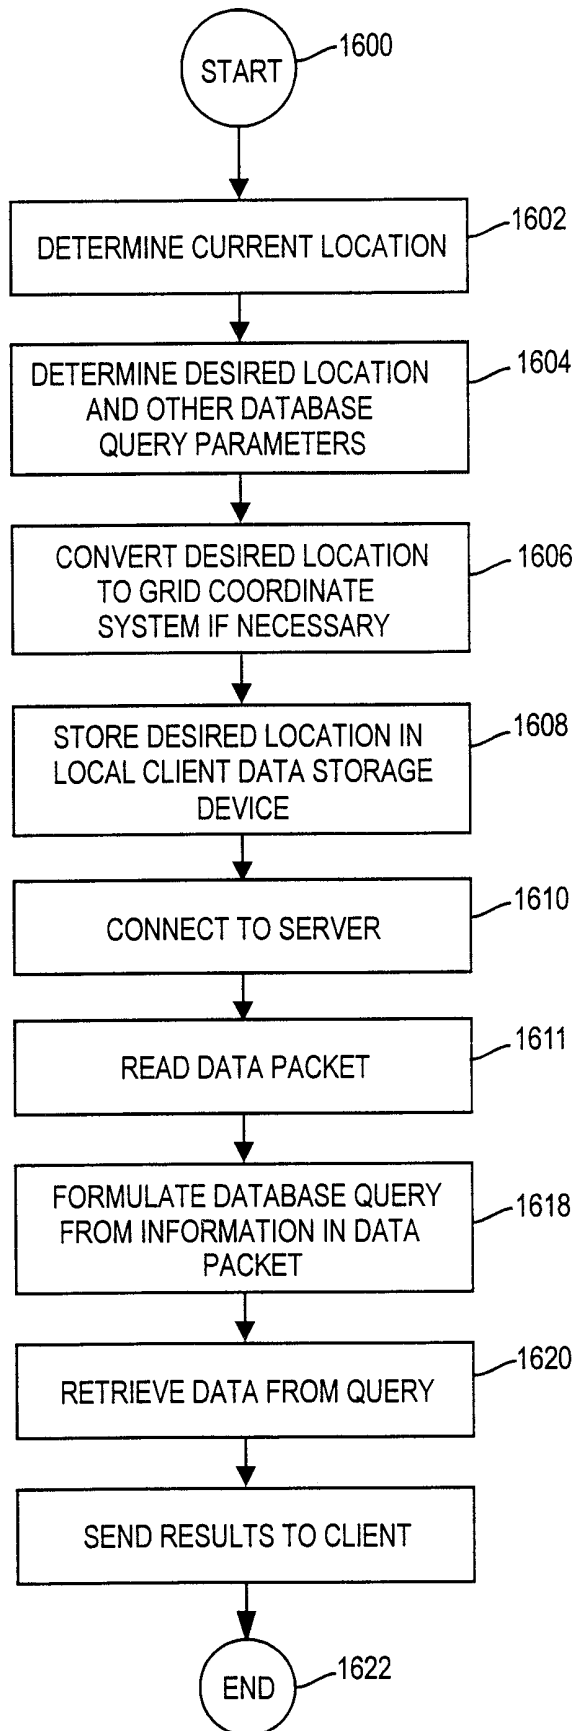 START
1600
DETERMINE CURRENT LOCATION
1602
DETERMINE DESIRED LOCATION
AND OTHER DATABASE
QUERY PARAMETERS
1604
CONVERT DESIRED LOCATION
TO GRID COORDINATE
SYSTEM IF NECESSARY
1606
STORE DESIRED LOCATION IN
LOCAL CLIENT DATA STORAGE
DEVICE
1608
CONNECT TO SERVER
1610
READ DATA PACKET
1611
FORMULATE DATABASE QUERY
FROM INFORMATION IN DATA
PACKET
1618
RETRIEVE DATA FROM QUERY
1620
SEND RESULTS TO CLIENT
END
1622